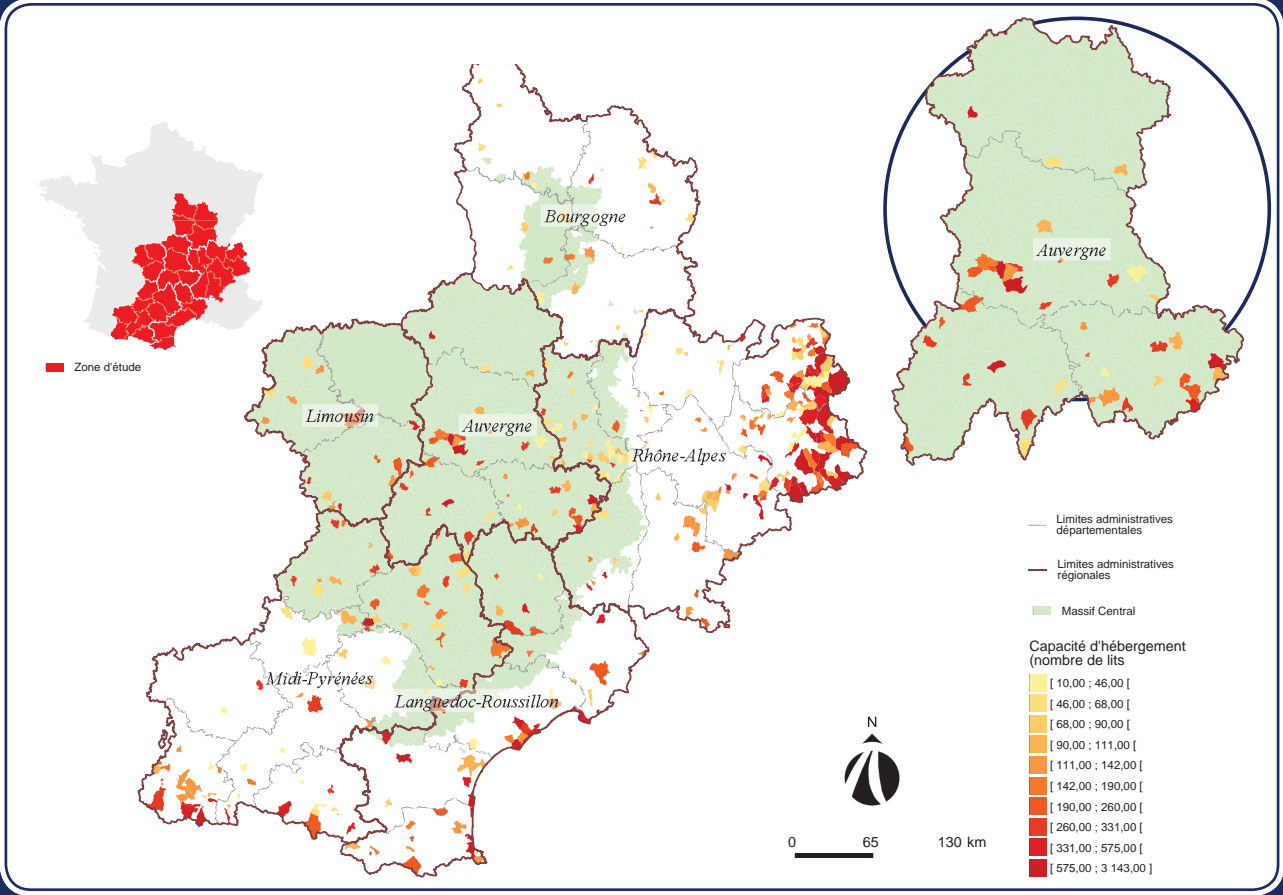 Zone d'étude
Bourgogne
Limousin
Auvergne
Rhône-Alpes
Midi-Pyrénées
Languedoc-Roussillon
Auvergne
Limites administratives
départementales
Limites administratives
régionales
Massif Central
Capacité d'hébergement
(nombre de lits
[ 10,00 ; 46,00 [
[ 46,00 ; 68,00 [
[ 68,00 ; 90,00 [
[ 90,00 ; 111,00 [
[ 111,00 ; 142,00 [
[ 142,00 ; 190,00 [
[ 190,00 ; 260,00 [
[ 260,00 ; 331,00 [
[ 331,00 ; 575,00 [
[ 575,00 ; 3 143,00 ]
N
0 65 130 km